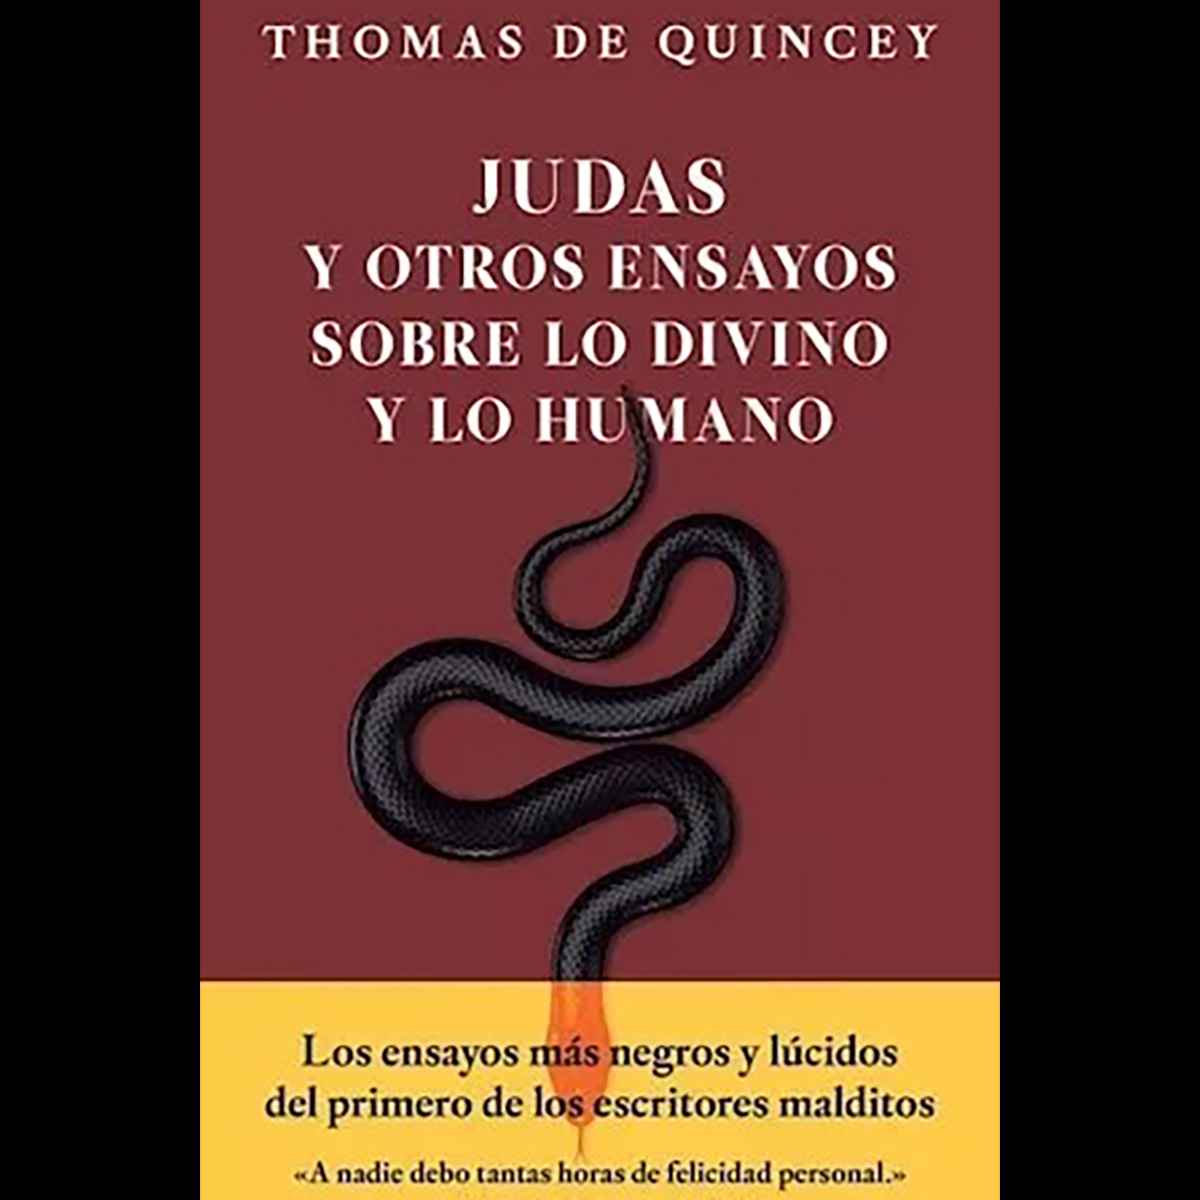 THOMAS DE QUINCEY
JUDAS
Y OTROS ENSAYOS
SOBRE LO DIVINO
Y LO HUMANO
Los ensayos más negros y lúcidos
del primero de los escritores malditos
«A nadie debo tantas horas de felicidad personal.»